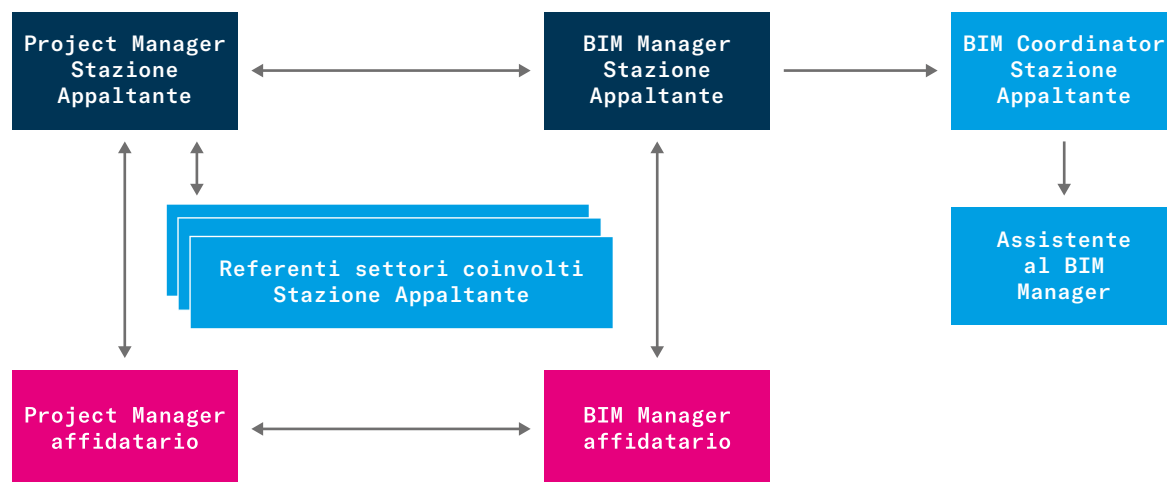 Project Manager
Stazione
Appaltante
BIM Manager
Stazione
Appaltante
BIM Coordinator
Stazione
Appaltante
Referenti settori coinvolti
Stazione Appaltante
Assistente
al BIM
Manager
Project Manager
affidatario
BIM Manager
affidatario